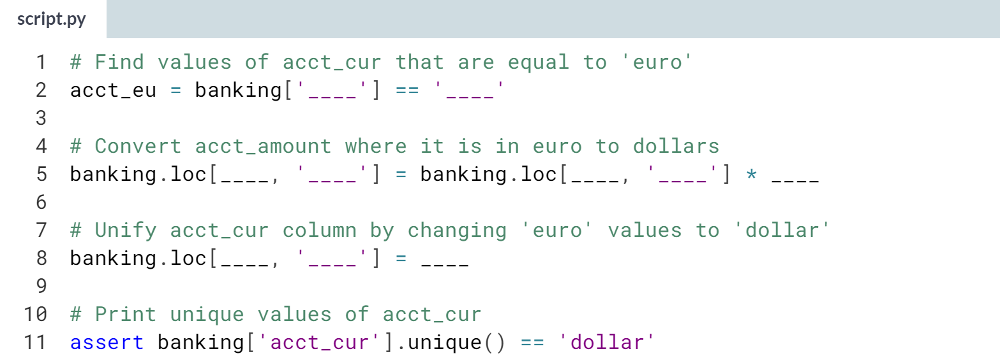 script.py
1 # Find values of acct_cur that are equal to 'euro'
2 acct_eu = banking['____'] == '____'
3
4 # Convert acct_amount where it is in euro to dollars
5 banking.loc[____, '____'] = banking.loc[____, '____'] * ____
6
7 # Unify acct_cur column by changing 'euro' values to 'dollar'
8 banking.loc[____, '____'] = ____
9
10 # Print unique values of acct_cur
11 assert banking['acct_cur'].unique() == 'dollar'